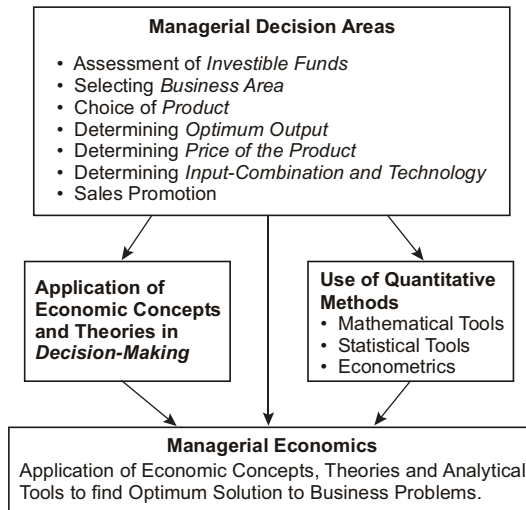 Managerial Decision Areas
• Assessment of Investible Funds
• Selecting Business Area
• Choice of Product
• Determining Optimum Output
• Determining Price of the Product
• Determining Input-Combination and Technology
• Sales Promotion
Application of
Economic Concepts
and Theories in
Decision-Making
Use of Quantitative
Methods
• Mathematical Tools
• Statistical Tools
• Econometrics
Managerial Economics
Application of Economic Concepts, Theories and Analytical
Tools to find Optimum Solution to Business Problems.